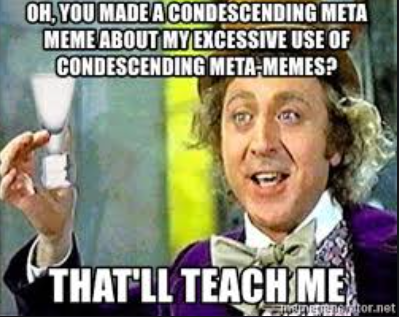 OH, YOU MADE A CONDESCENDING META
MEME ABOUT MY EXCESSIVE USE OF
CONDESCENDING META-MEMES?
THAT'LL TEACH ME